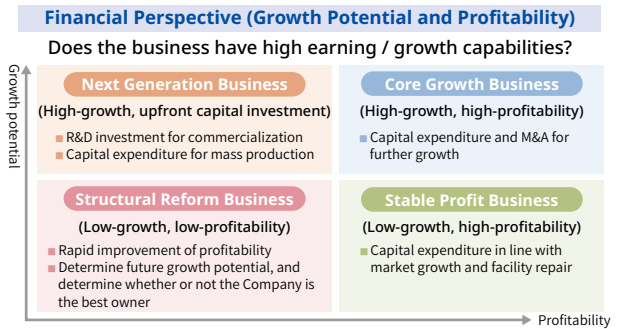 Financial Perspective (Growth Potential and Profitability)
Does the business have high earning / growth capabilities?
Growth potential
Next Generation Business
(High-growth, upfront capital investment)
R&D investment for commercialization
Capital expenditure for mass production
Core Growth Business
(High-growth, high-profitability)
Capital expenditure and M&A for
further growth
Structural Reform Business
(Low-growth, low-profitability)
Rapid improvement of profitability
Determine future growth potential, and
determine whether or not the Company is
the best owner
Stable Profit Business
(Low-growth, high-profitability)
Capital expenditure in line with
market growth and facility repair
Profitability